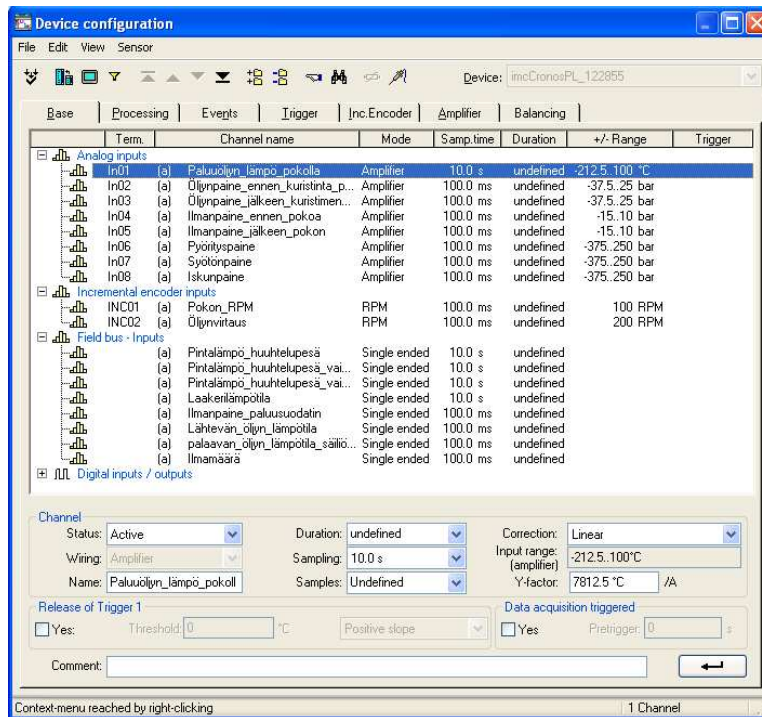 Device configuration
File Edit View Sensor
Device: imcCronosPL_122855
Base Processing Events Trigger Inc.Encoder Amplifier Balancing
Term. Channel name Mode Samp.time Duration +/- Range Trigger
Analog inputs
In01 (a) Paluuöljyn_lämpö_pokolla Amplifier 10.0 s undefined -212.5..100 °C
In02 (a) Öljynpaine_ennen_kuristinta_p... Amplifier 100.0 ms undefined -37.5..25 bar
In03 (a) Öljynpaine_jälkeen_kuristimen... Amplifier 100.0 ms undefined -37.5..25 bar
In04 (a) Ilmanpaine_ennen_pokoa Amplifier 100.0 ms undefined -15..10 bar
In05 (a) Ilmanpaine_jälkeen_pokon Amplifier 100.0 ms undefined -15..10 bar
In06 (a) Pyörityspaine Amplifier 100.0 ms undefined -375..250 bar
In07 (a) Syötönpaine Amplifier 100.0 ms undefined -375..250 bar
In08 (a) Iskunpaine Amplifier 100.0 ms undefined -375..250 bar
Incremental encoder inputs
INC01 (a) Pokon_RPM RPM 100.0 ms undefined 100 RPM
INC02 (a) Öljynvirtaus RPM 100.0 ms undefined 200 RPM
Field bus - Inputs
(a) Pintalämpö_huuhtelupesä Single ended 10.0 s undefined
(a) Pintalämpö_huuhtelupesä_vai... Single ended 10.0 s undefined
(a) Pintalämpö_huuhtelupesä_vai... Single ended 10.0 s undefined
(a) Laakerilämpötila Single ended 10.0 s undefined
(a) Ilmanpaine_paluusuodatin Single ended 100.0 ms undefined
(a) Lähtevän_öljyn_lämpötila Single ended 100.0 ms undefined
(a) palaavan_öljyn_lämpötila_säiliö... Single ended 100.0 ms undefined
(a) Ilmamäärä Single ended 100.0 ms undefined
Digital inputs / outputs
Channel
Status: Active Duration: undefined Correction: Linear
Wiring: Amplifier Sampling: 10.0 s Input range: (amplifier) -212.5..100°C
Name: Paluuöljyn_lämpö_pokoll Samples: Undefined Y-factor: 7812.5 °C /A
Release of Trigger 1 Data acquisition triggered
Yes: Threshold: 0 °C Positive slope Yes Pretrigger: 0 s
Comment:
Context-menu reached by right-clicking 1 Channel